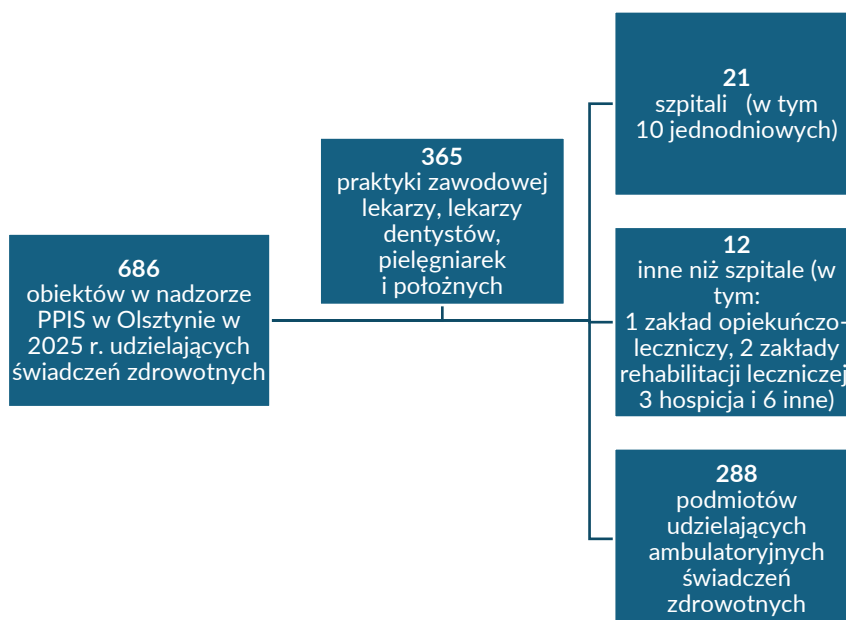 686
obiektów w nadzorze
PPIS w Olsztynie w
2025 r. udzielających
świadczeń zdrowotnych
365
praktyki zawodowej
lekarzy, lekarzy
dentystów,
pielęgniarek
i położnych
21
szpitali (w tym
10 jednodniowych)
12
inne niż szpitale (w
tym:
1 zakład opiekuńczo-
leczniczy, 2 zakłady
rehabilitacji leczniczej
3 hospicja i 6 inne)
288
podmiotów
udzielających
ambulatoryjnych
świadczeń
zdrowotnych